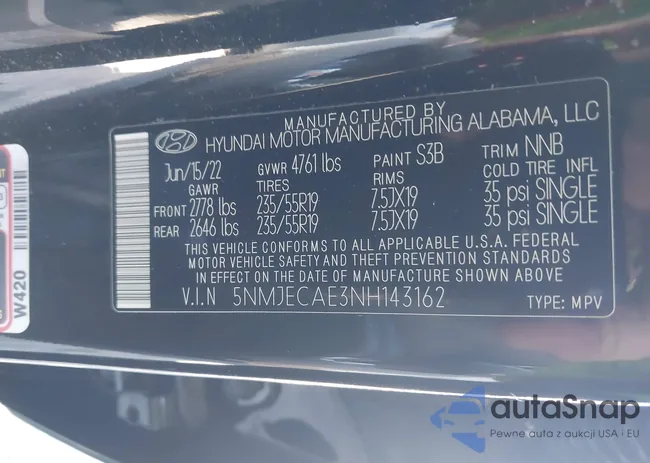 MANUFACTURED BY
HYUNDAI MOTOR MANUFACTURING ALABAMA, LLC
Jun/15/22 GVWR 4761 lbs PAINT S3B TRIM NNB
GAWR TIRES RIMS COLD TIRE INFL
FRONT 2778 lbs 235/55R19 7.5JX19 35 psi SINGLE
REAR 2646 lbs 235/55R19 7.5JX19 35 psi SINGLE
THIS VEHICLE CONFORMS TO ALL APPLICABLE U.S.A. FEDERAL
MOTOR VEHICLE SAFETY AND THEFT PREVENTION STANDARDS
IN EFFECT ON THE DATE OF MANUFACTURE SHOWN ABOVE
V.I.N 5NMJECAE3NH143162 TYPE: MPV
W420
autaSnap
Pewne auta z aukcji USA i EU